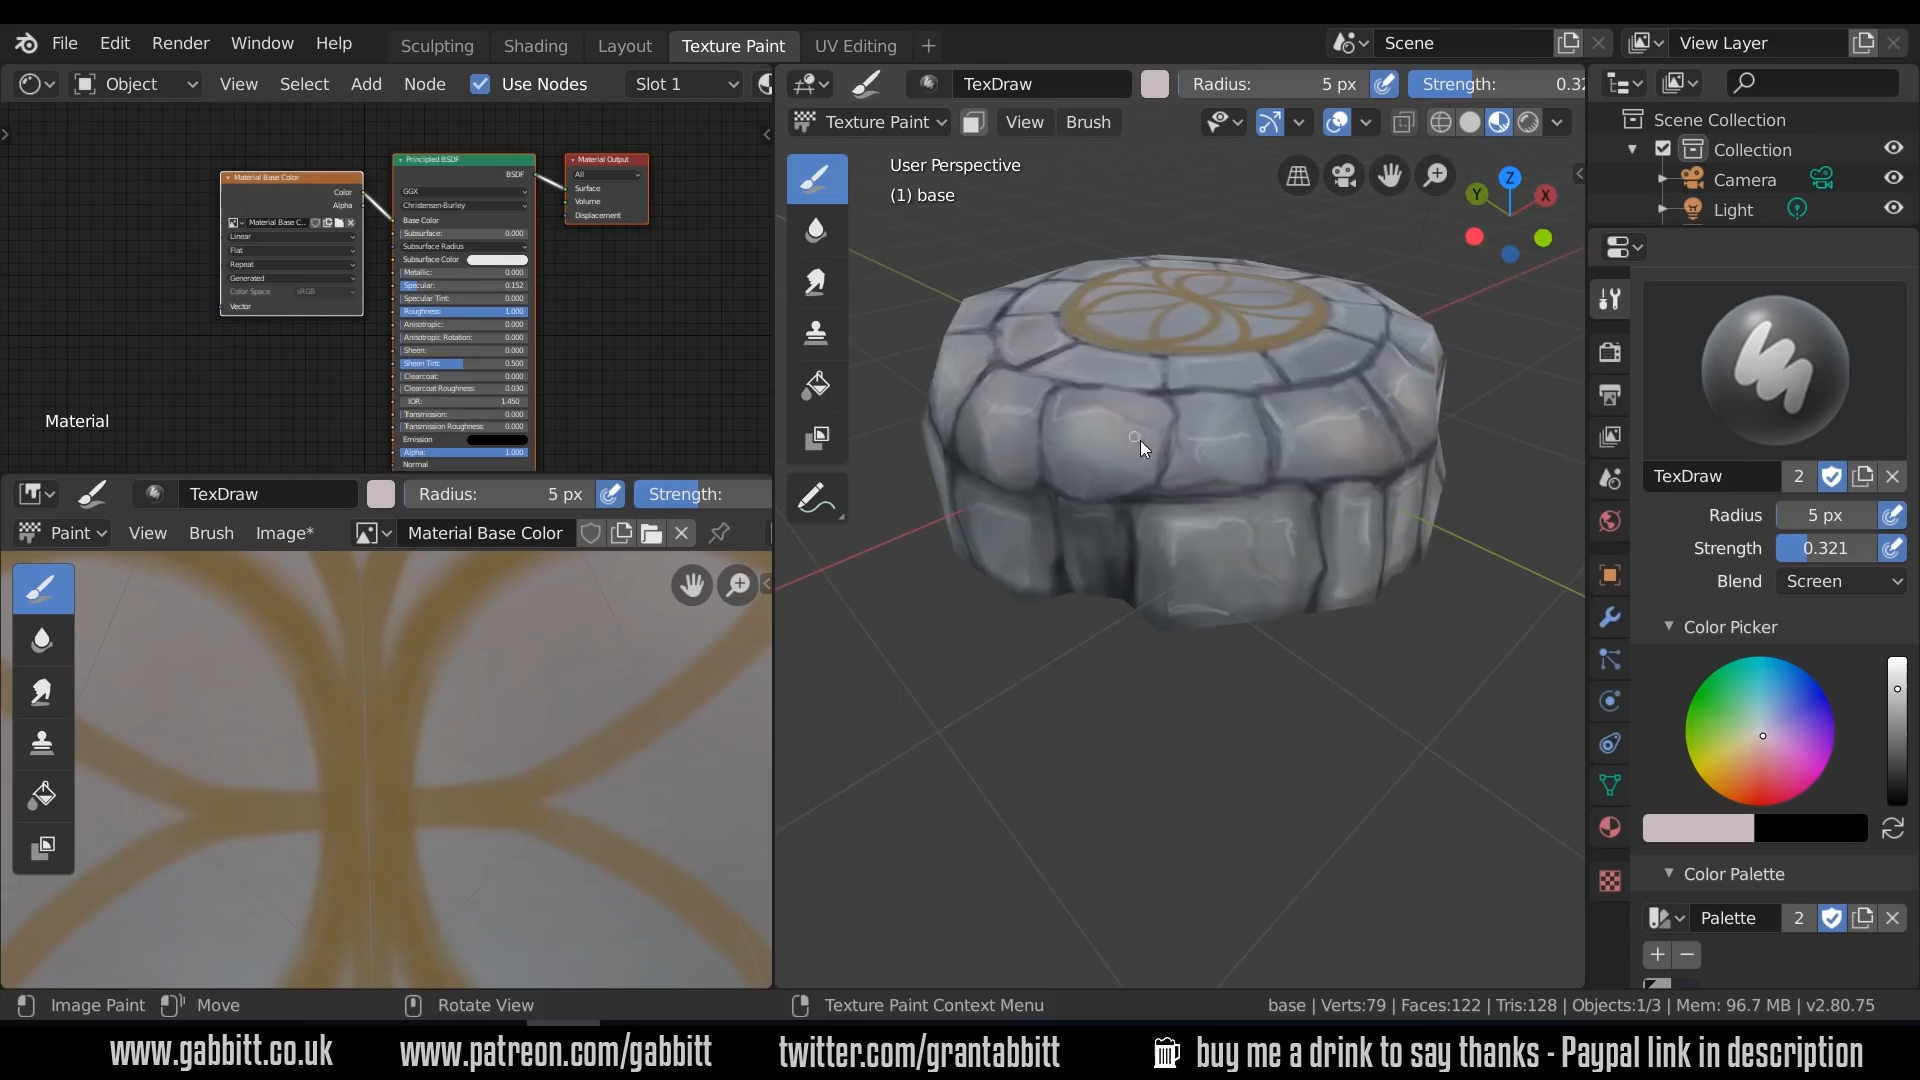 File Edit Render Window Help Sculpting Shading Layout Texture Paint UV Editing Scene View Layer
Object View Select Add Node Use Nodes Slot 1 TexDraw Radius: 5 px Strength: 0.32
Texture Paint View Brush
Scene Collection
Collection
Camera
Light
User Perspective
(1) base
Z
Y
X
Material Base Color
Color
Alpha
Material Base C...
Linear
Flat
Repeat
Generated
Color Space sRGB
Vector
Principled BSDF
BSDF
GGX
Christensen-Burley
Base Color
Subsurface: 0.000
Subsurface Radius
Subsurface Color
Metallic: 0.000
Specular: 0.152
Specular Tint: 0.000
Roughness: 1.000
Anisotropic: 0.000
Anisotropic Rotation: 0.000
Sheen: 0.000
Sheen Tint: 0.500
Clearcoat: 0.000
Clearcoat Roughness: 0.030
IOR: 1.450
Transmission: 0.000
Transmission Roughness: 0.000
Emission
Alpha: 1.000
Normal
Material Output
All
Surface
Volume
Displacement
Material
TexDraw Radius: 5 px Strength:
Paint View Brush Image* Material Base Color
TexDraw 2
Radius 5 px
Strength 0.321
Blend Screen
Color Picker
Color Palette
Palette 2
Image Paint Move Rotate View Texture Paint Context Menu base | Verts:79 | Faces:122 | Tris:128 | Objects:1/3 | Mem: 96.7 MB | v2.80.75
www.gabbitt.co.uk www.patreon.com/gabbitt twitter.com/grantabbitt buy me a drink to say thanks - Paypal link in description